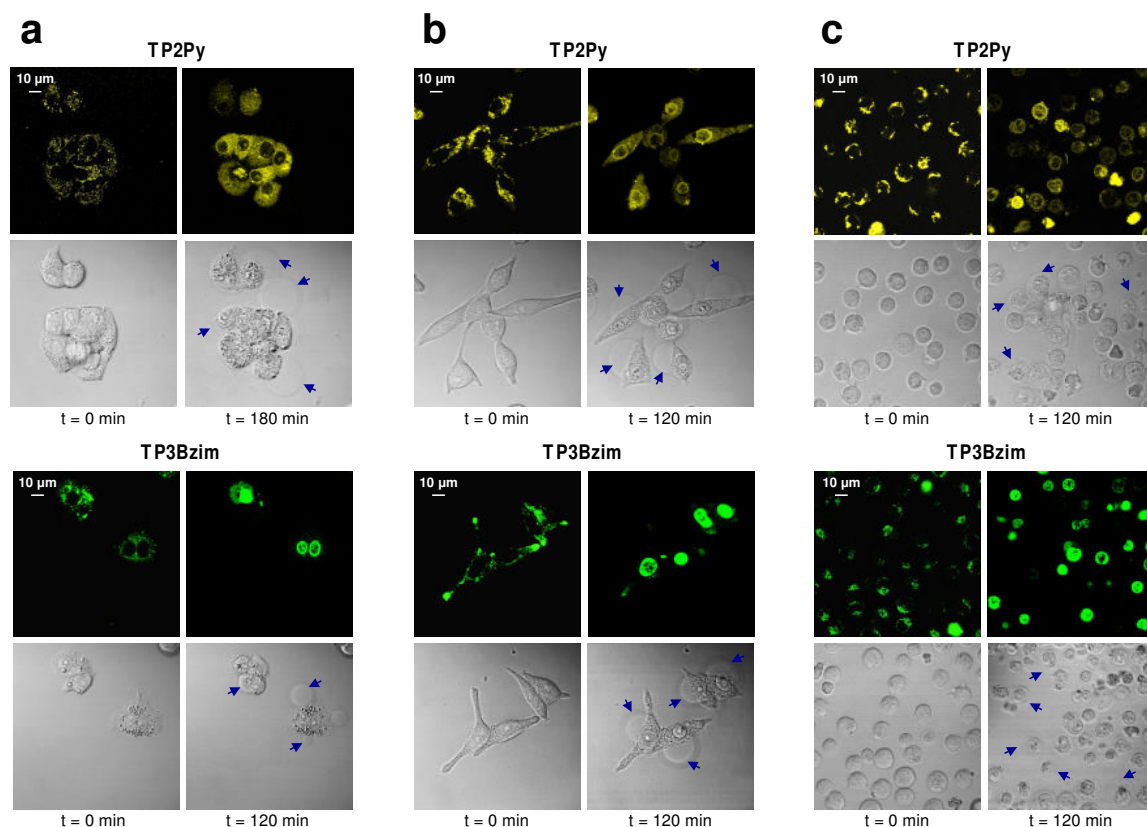 a
b
c
TP2Py
TP2Py
TP2Py
10 µm
10 µm
10 µm
t = 0 min
t = 180 min
t = 0 min
t = 120 min
t = 0 min
t = 120 min
TP3Bzim
TP3Bzim
TP3Bzim
10 µm
10 µm
10 µm
t = 0 min
t = 120 min
t = 0 min
t = 120 min
t = 0 min
t = 120 min